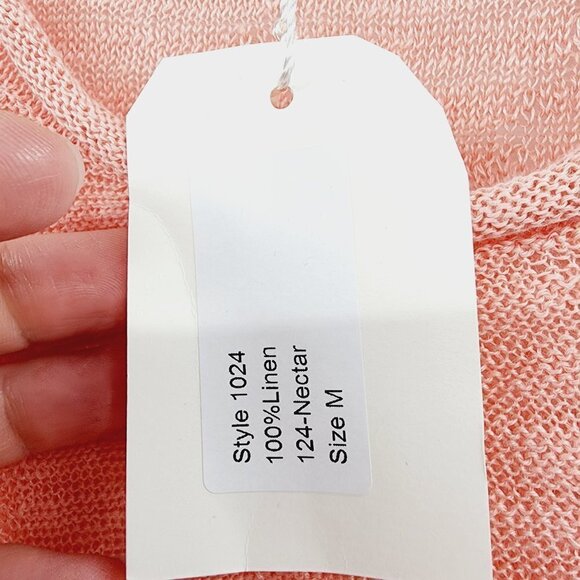 Style 1024
100%Linen
124-Nectar
Size M